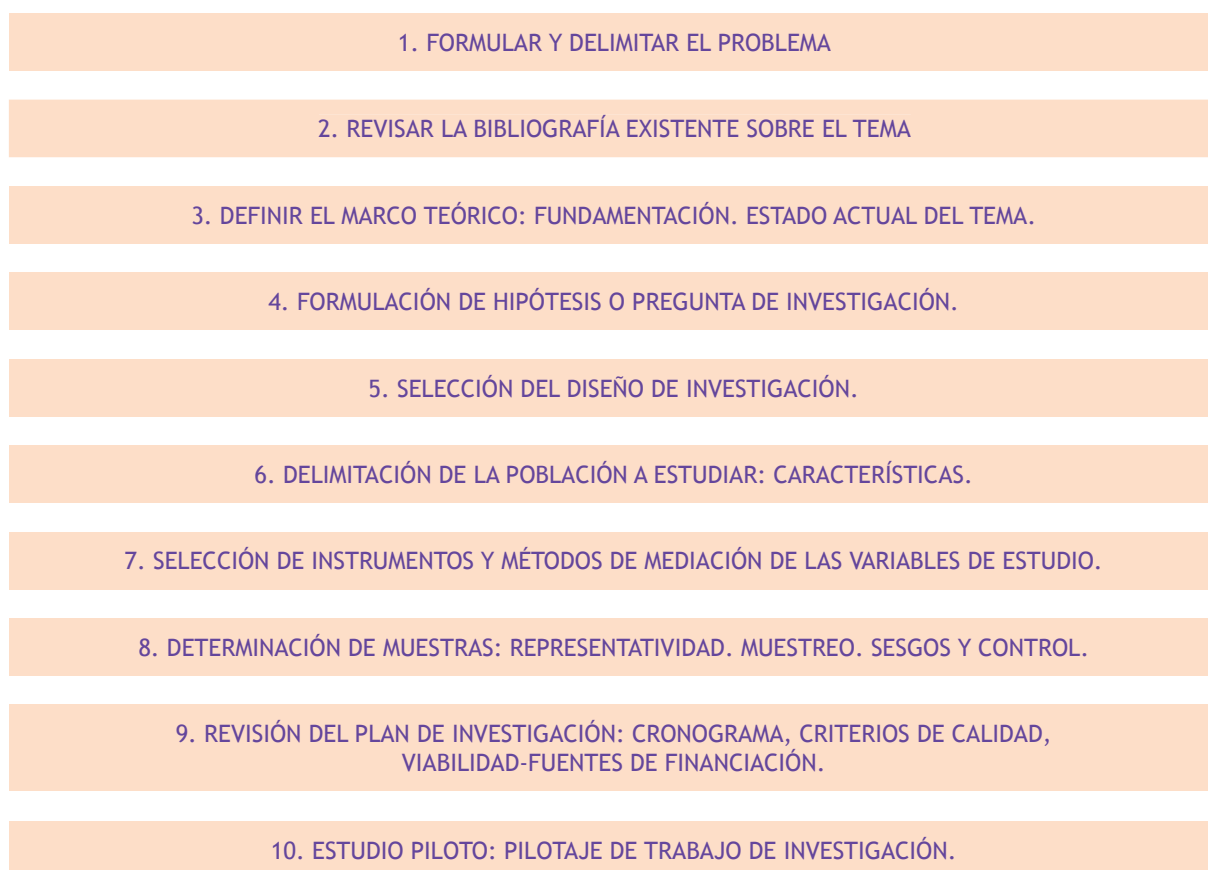 1. FORMULAR Y DELIMITAR EL PROBLEMA
2. REVISAR LA BIBLIOGRAFÍA EXISTENTE SOBRE EL TEMA
3. DEFINIR EL MARCO TEÓRICO: FUNDAMENTACIÓN. ESTADO ACTUAL DEL TEMA.
4. FORMULACIÓN DE HIPÓTESIS O PREGUNTA DE INVESTIGACIÓN.
5. SELECCIÓN DEL DISEÑO DE INVESTIGACIÓN.
6. DELIMITACIÓN DE LA POBLACIÓN A ESTUDIAR: CARACTERÍSTICAS.
7. SELECCIÓN DE INSTRUMENTOS Y MÉTODOS DE MEDIACIÓN DE LAS VARIABLES DE ESTUDIO.
8. DETERMINACIÓN DE MUESTRAS: REPRESENTATIVIDAD. MUESTREO. SESGOS Y CONTROL.
9. REVISIÓN DEL PLAN DE INVESTIGACIÓN: CRONOGRAMA, CRITERIOS DE CALIDAD,
VIABILIDAD-FUENTES DE FINANCIACIÓN.
10. ESTUDIO PILOTO: PILOTAJE DE TRABAJO DE INVESTIGACIÓN.